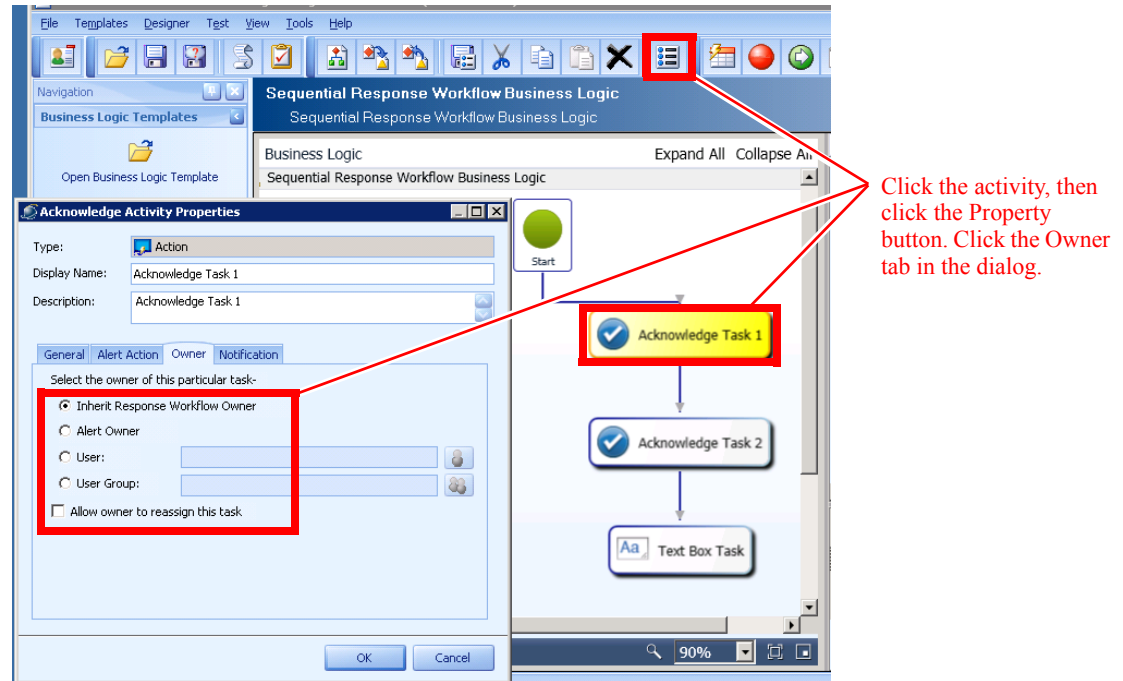 File Templates Designer Test View Tools Help
Navigation
Business Logic Templates
Open Business Logic Template
Sequential Response Workflow Business Logic
Sequential Response Workflow Business Logic
Business Logic Expand All Collapse
Sequential Response Workflow Business Logic
Acknowledge Activity Properties
Type: Action
Display Name: Acknowledge Task 1
Description: Acknowledge Task 1
General Alert Action Owner Notification
Select the owner of this particular task-
Inherit Response Workflow Owner
Alert Owner
User:
User Group:
Allow owner to reassign this task
OK Cancel
Start
Acknowledge Task 1
Acknowledge Task 2
Aa Text Box Task
90%
Click the activity, then
click the Property
button. Click the Owner
tab in the dialog.